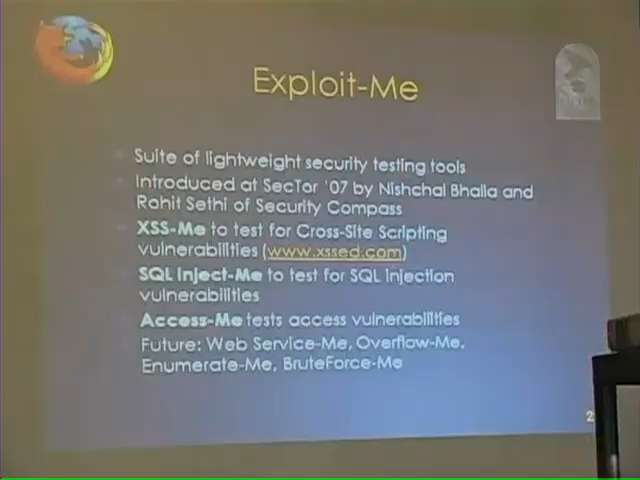 Exploit-Me
Suite of lightweight security testing tools
Introduced at SecTor '07 by Nishchal Bhalla and
Rohit Sethi of Security Compass
XSS-Me to test for Cross-Site Scripting
vulnerabilities (www.xssed.com)
SQL Inject-Me to test for SQL injection
vulnerabilities
Access-Me tests access vulnerabilities
Future: Web Service-Me, Overflow-Me,
Enumerate-Me, BruteForce-Me